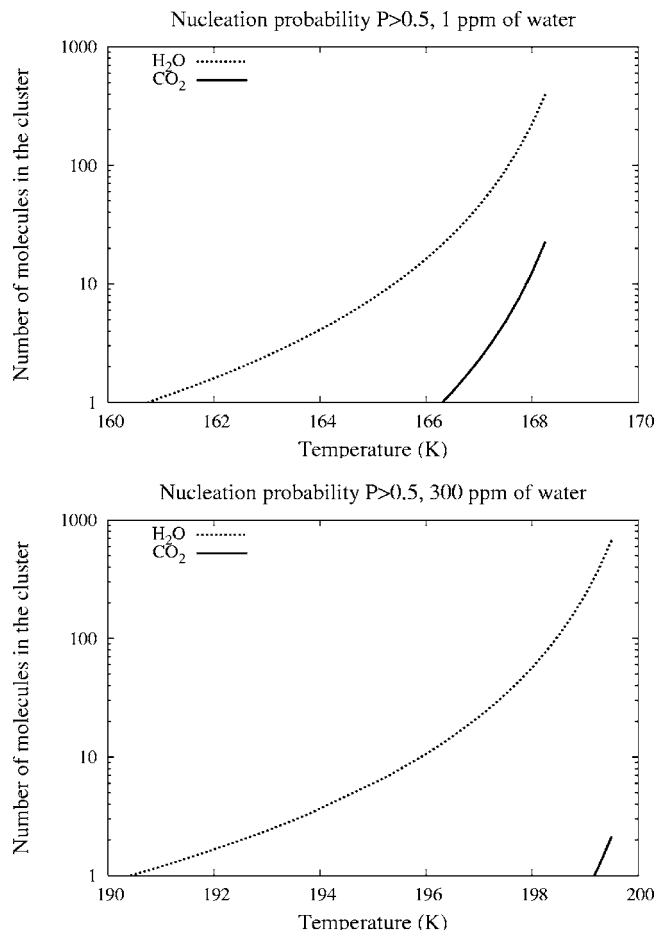 Nucleation probability P>0.5, 1 ppm of water
1000
H₂O
CO₂
100
10
1
160 162 164 166 168 170
Temperature (K)
Number of molecules in the cluster
Nucleation probability P>0.5, 300 ppm of water
1000
H₂O
CO₂
100
10
1
190 192 194 196 198 200
Temperature (K)
Number of molecules in the cluster